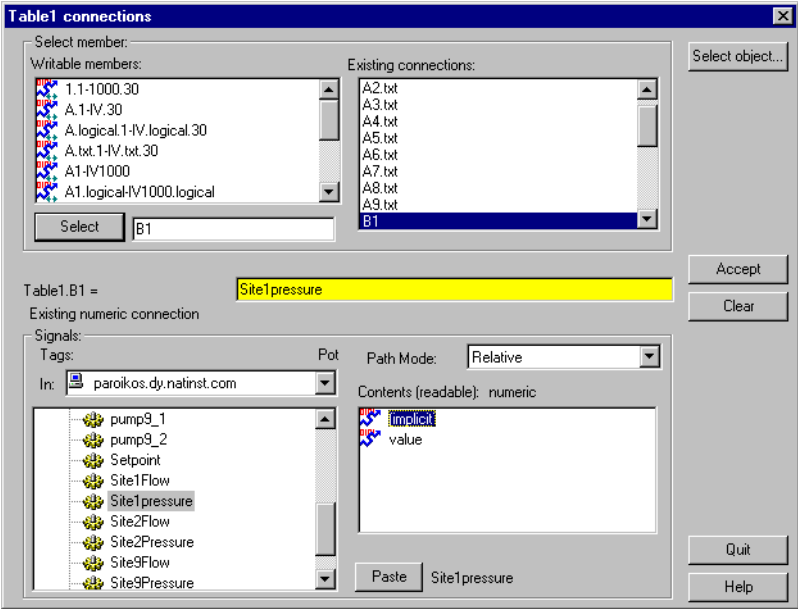 Table1 connections
Select member:
Writable members:
1.1-1000.30
A.1-IV.30
A.logical.1-IV.logical.30
A.txt.1-IV.txt.30
A1-IV1000
A1.logical-IV1000.logical
Select
B1
Existing connections:
A2.txt
A3.txt
A4.txt
A5.txt
A6.txt
A7.txt
A8.txt
A9.txt
B1
Select object...
Table1.B1 =
Site1pressure
Existing numeric connection
Accept
Clear
Signals:
Tags:
Pot
In:
paroikos.dy.natinst.com
pump9_1
pump9_2
Setpoint
Site1Flow
Site1pressure
Site2Flow
Site2Pressure
Site9Flow
Site9Pressure
Path Mode:
Relative
Contents (readable): numeric
implicit
value
Paste
Site1pressure
Quit
Help